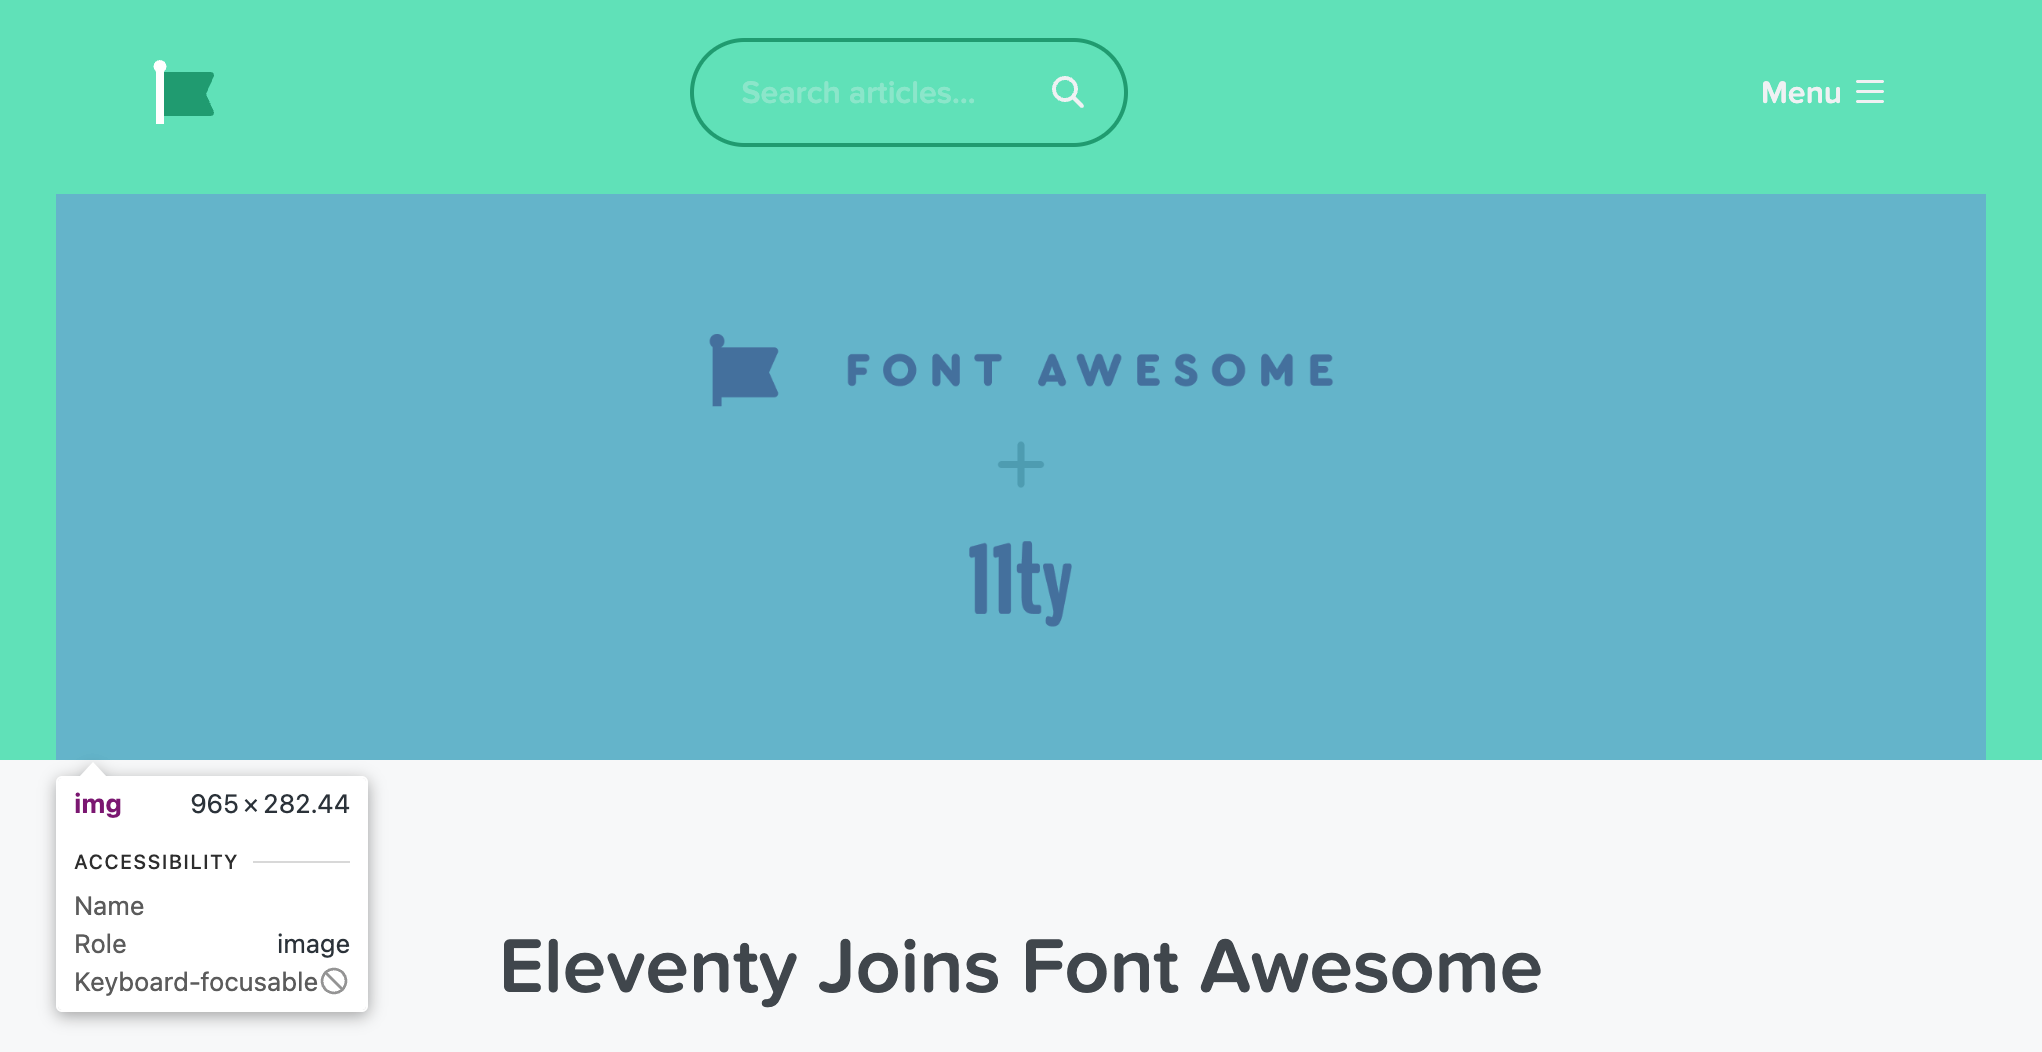 Search articles...
Menu
FONT AWESOME
+
11ty
img 965 × 282.44
ACCESSIBILITY
Name
Role image
Keyboard-focusable
Eleventy Joins Font Awesome